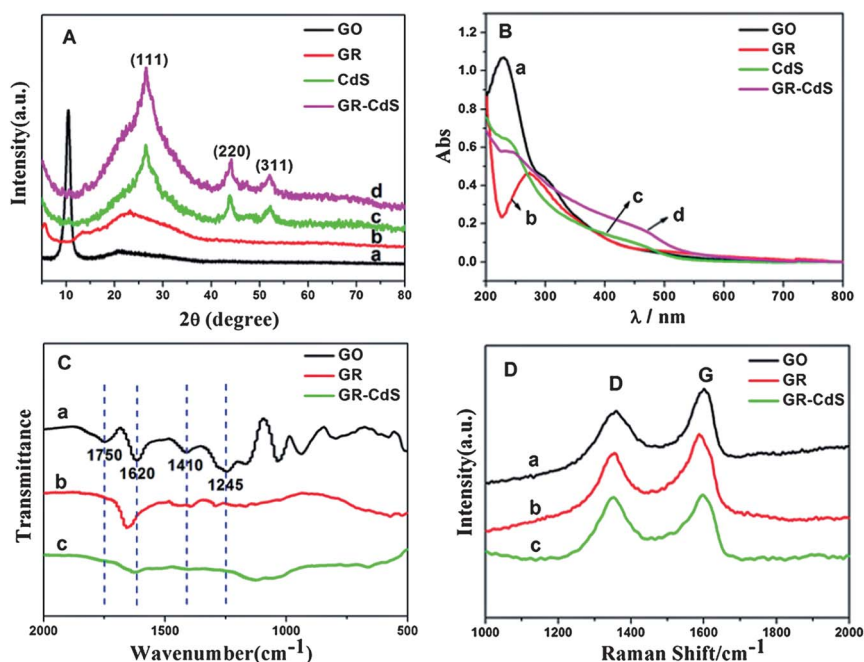 A
GO
GR
CdS
GR-CdS
(111)
(220)
(311)
d
c
b
a
Intensity(a.u.)
10 20 30 40 50 60 70 80
2θ (degree)
B
GO
GR
CdS
GR-CdS
a
b
c
d
Abs
1.2
1.0
0.8
0.6
0.4
0.2
0.0
200 300 400 500 600 700 800
λ / nm
C
GO
GR
GR-CdS
a
1750
1620
1410
1245
b
c
Transmittance
2000 1500 1000 500
Wavenumber(cm-1)
D
D
G
GO
GR
GR-CdS
a
b
c
Intensity(a.u.)
1000 1200 1400 1600 1800 2000
Raman Shift/cm-1